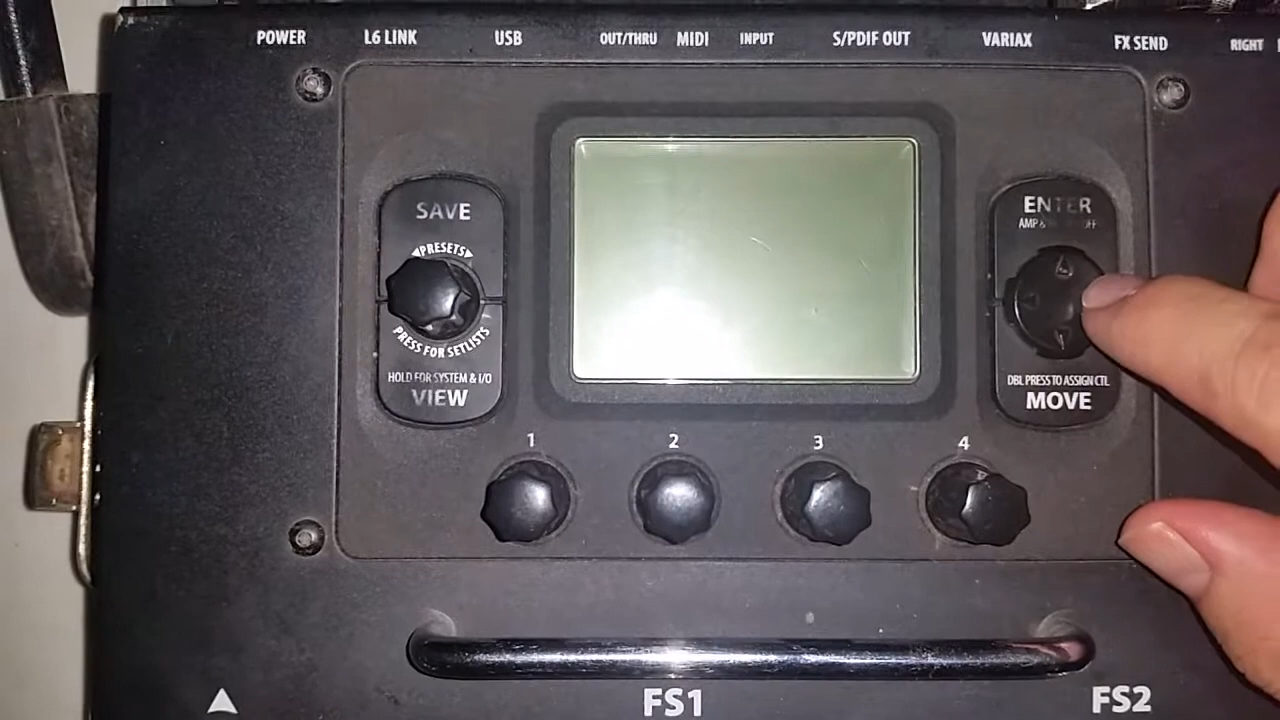 POWER L6 LINK USB OUT/THRU MIDI INPUT S/PDIF OUT VARIAX FX SEND RIGHT
SAVE
◀PRESETS▶
PRESS FOR SETLISTS
HOLD FOR SYSTEM & I/O
VIEW
ENTER
AMP &
MOVE
DBL PRESS TO ASSIGN CTL
1 2 3 4
FS1 FS2